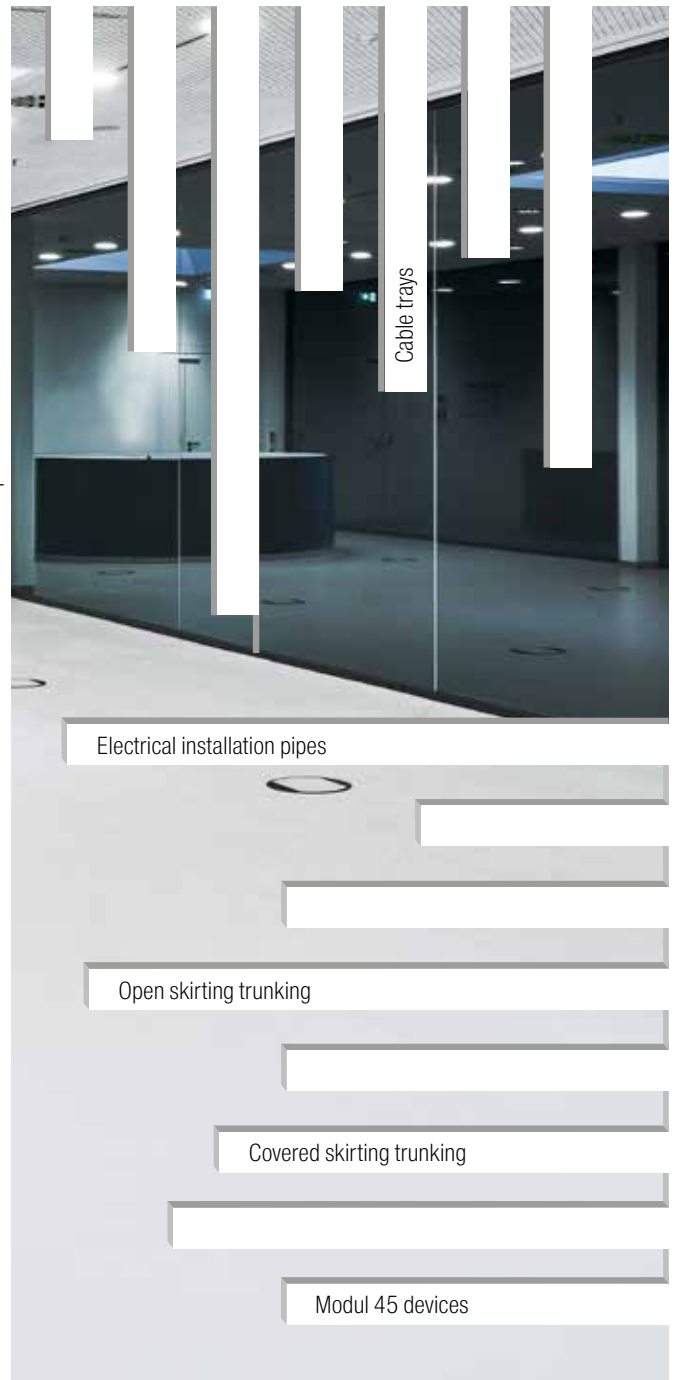 Cable trays
Electrical installation pipes
Open skirting trunking
Covered skirting trunking
Modul 45 devices